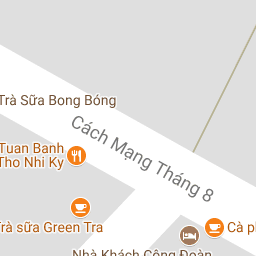 Trà Sữa Bong Bóng
Cách Mạng Tháng 8
Tuan Banh
Tho Nhi Ky
Trà sữa Green Tra
Cà
Nhà Khách Công Đoàn